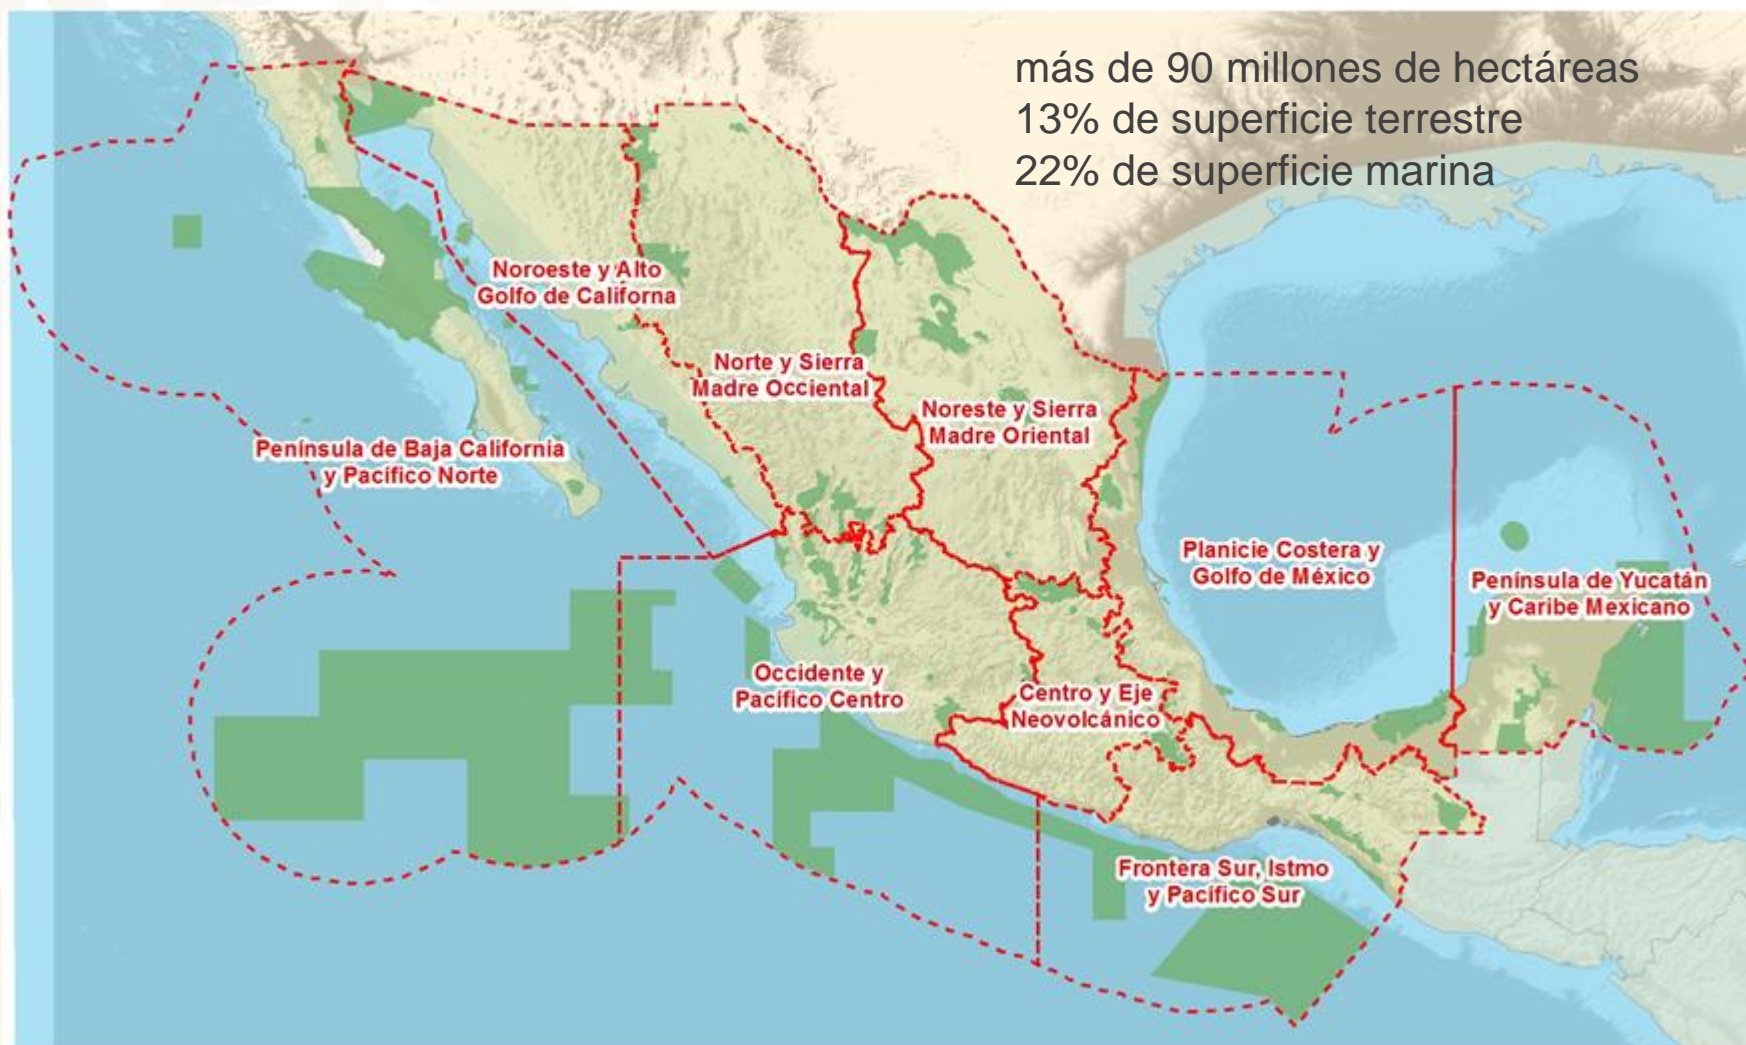 más de 90 millones de hectáreas
13% de superficie terrestre
22% de superficie marina
Noroeste y Alto
Golfo de Californa
Norte y Sierra
Madre Occiental
Noreste y Sierra
Madre Oriental
Península de Baja California
y Pacífico Norte
Planicie Costera y
Golfo de México
Península de Yucatán
y Caribe Mexicano
Occidente y
Pacífico Centro
Centro y Eje
Neovolcánico
Frontera Sur, Istmo
y Pacífico Sur